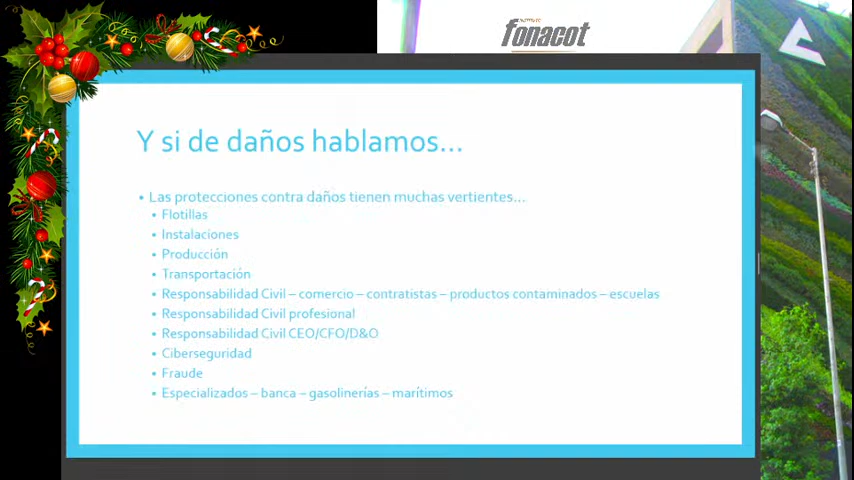 fonacot
Y si de daños hablamos...
• Las protecciones contra daños tienen muchas vertientes...
• Flotillas
• Instalaciones
• Producción
• Transportación
• Responsabilidad Civil – comercio – contratistas – productos contaminados – escuelas
• Responsabilidad Civil profesional
• Responsabilidad Civil CEO/CFO/D&O
• Ciberseguridad
• Fraude
• Especializados – banca – gasolinerías – marítimos